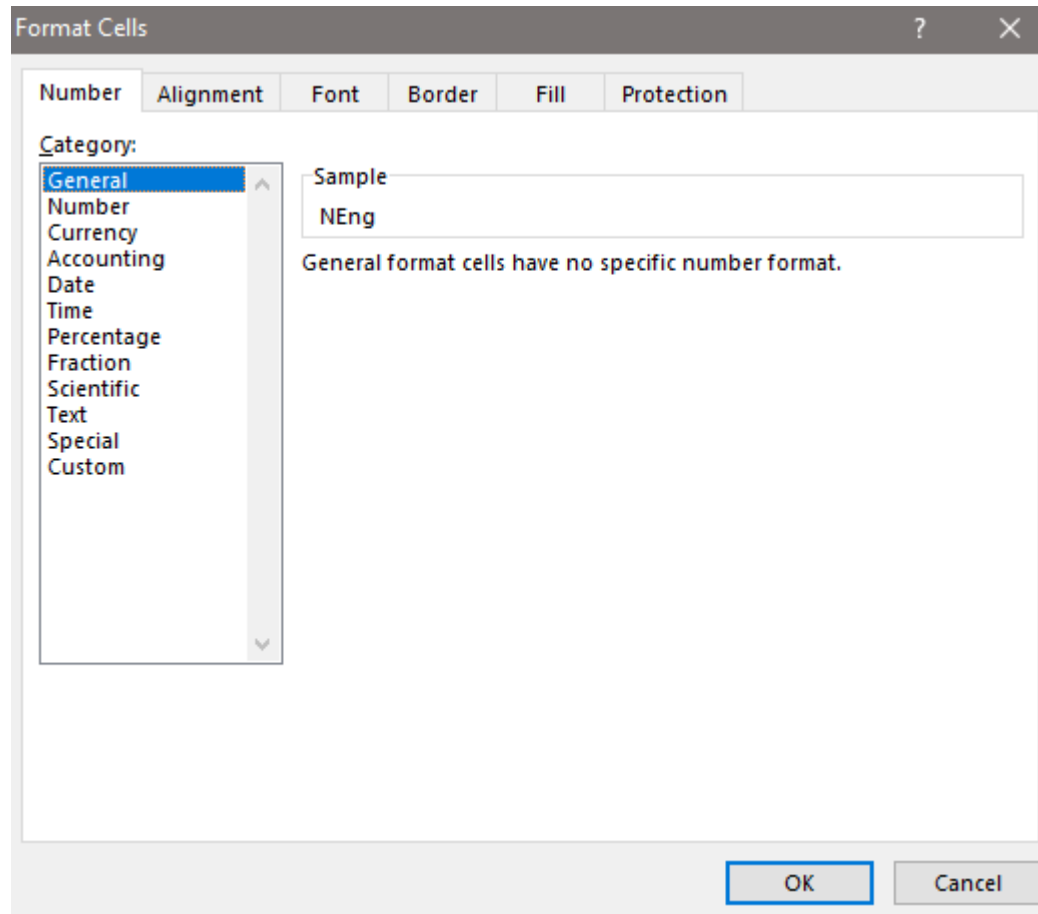 Format Cells ? ×
Number Alignment Font Border Fill Protection
Category:
General
Number
Currency
Accounting
Date
Time
Percentage
Fraction
Scientific
Text
Special
Custom
Sample
NEng
General format cells have no specific number format.
OK Cancel